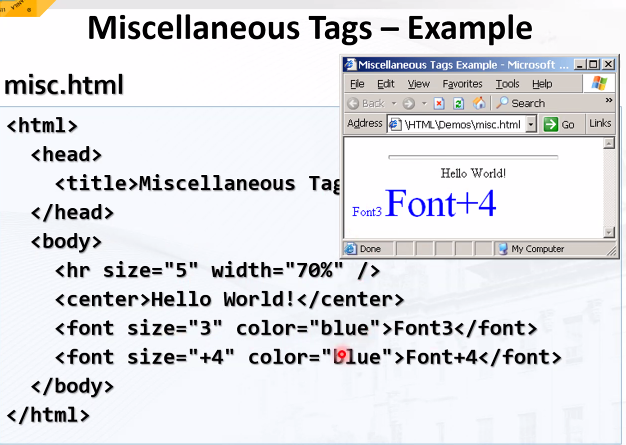 Miscellaneous Tags – Example
misc.html
Miscellaneous Tags Example - Microsoft ...
File Edit View Favorites Tools Help
Back Search »
Address \HTML\Demos\misc.html Go Links
Hello World!
Font3 Font+4
Done My Computer
<html>
<head>
<title>Miscellaneous Tag
</head>
<body>
<hr size="5" width="70%" />
<center>Hello World!</center>
<font size="3" color="blue">Font3</font>
<font size="+4" color="blue">Font+4</font>
</body>
</html>